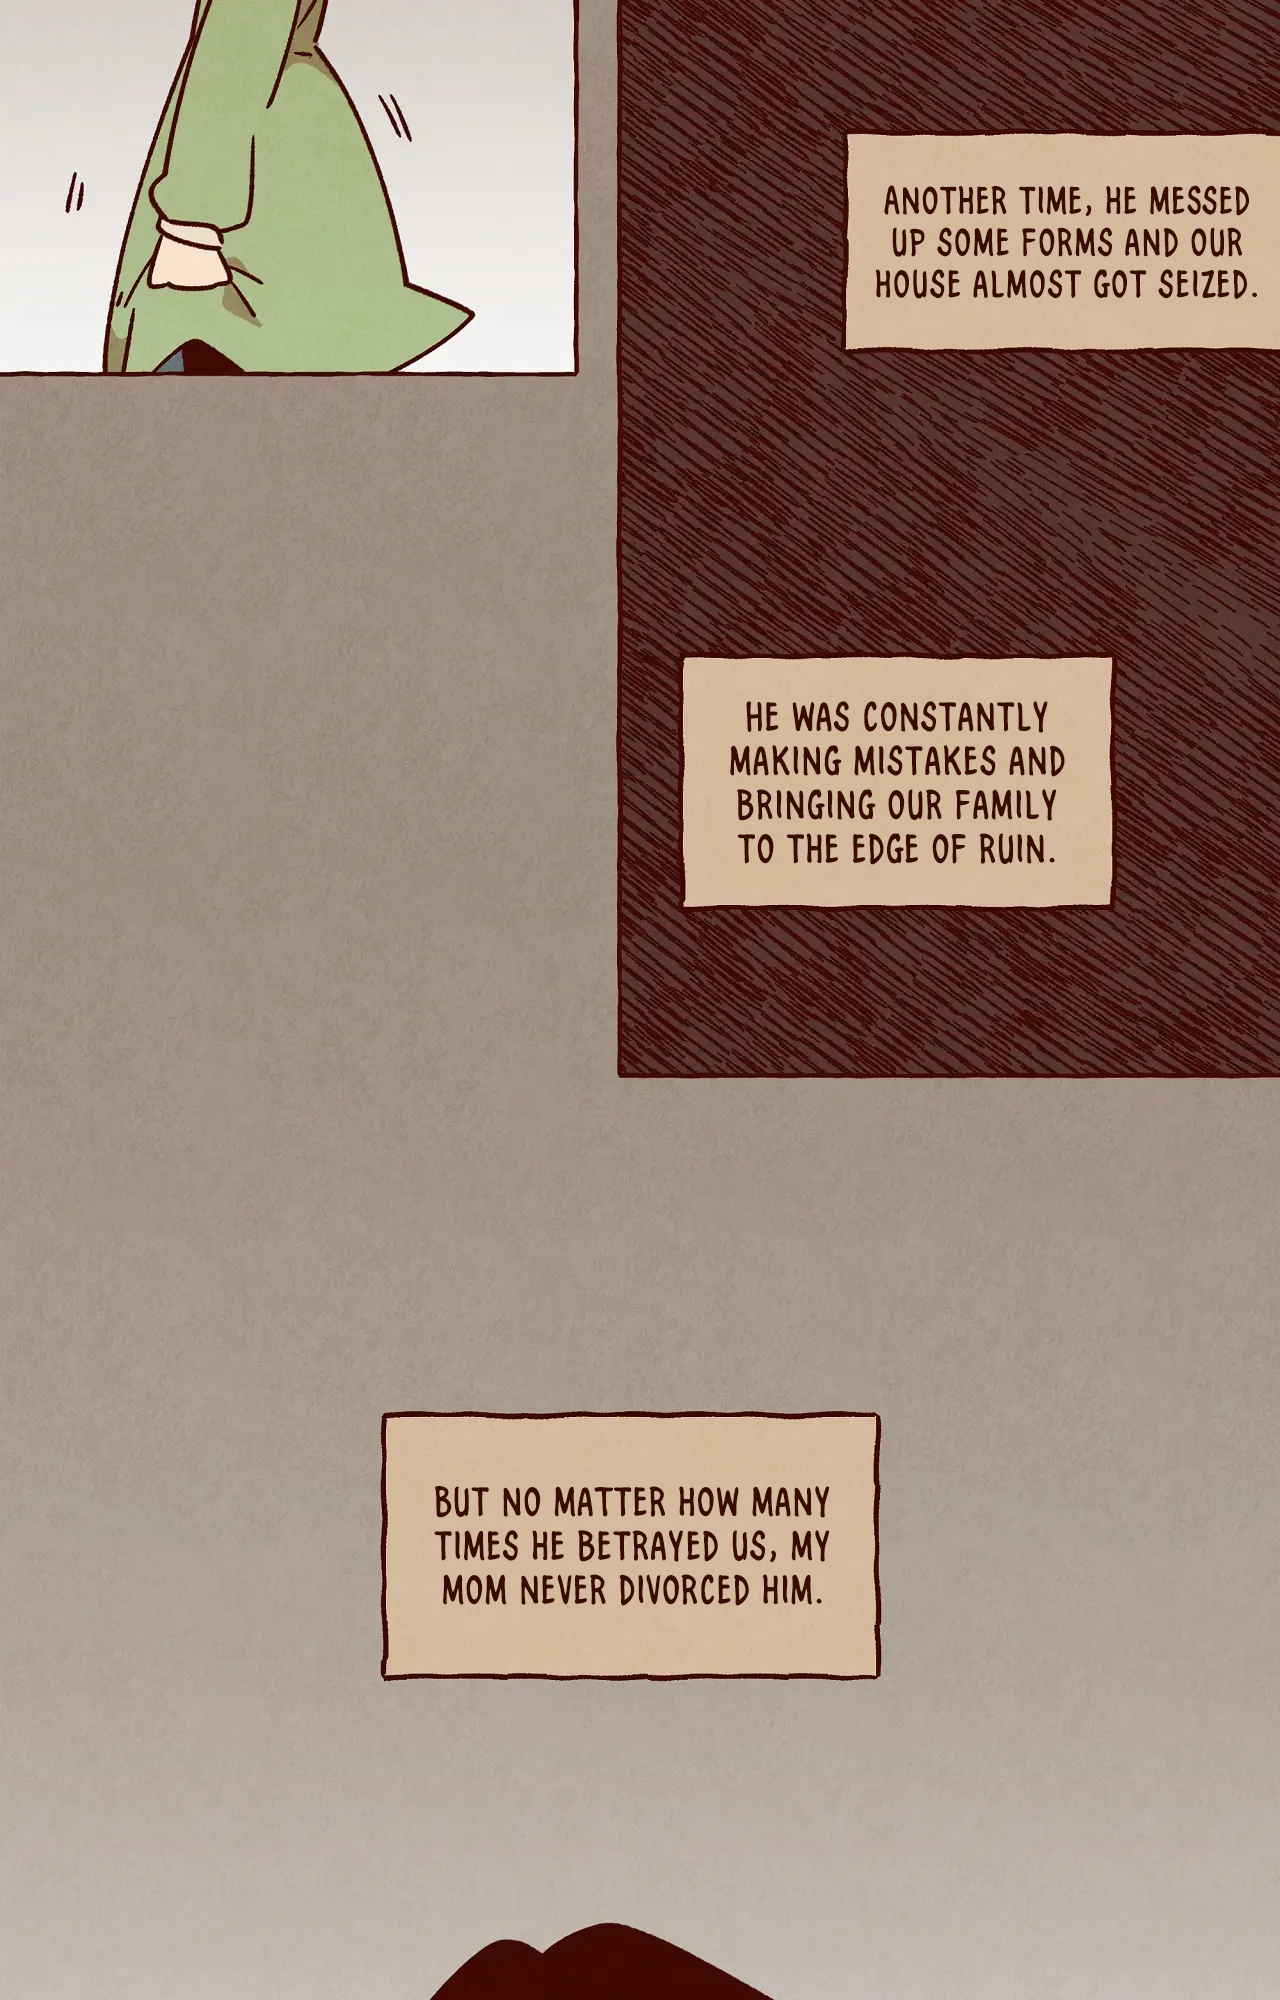 ANOTHER TIME, HE MESSED
UP SOME FORMS AND OUR
HOUSE ALMOST GOT SEIZED.
HE WAS CONSTANTLY
MAKING MISTAKES AND
BRINGING OUR FAMILY
TO THE EDGE OF RUIN.
BUT NO MATTER HOW MANY
TIMES HE BETRAYED US, MY
MOM NEVER DIVORCED HIM.